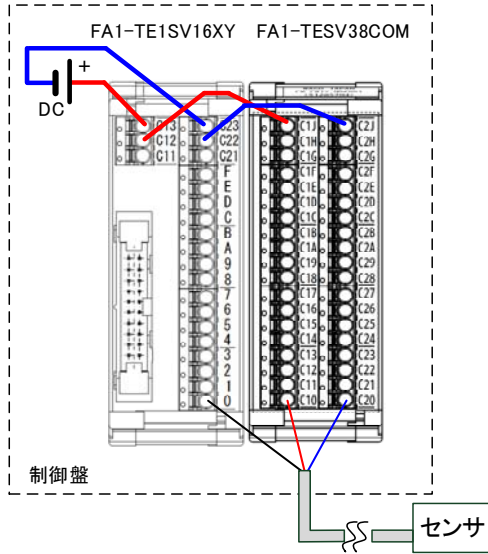 FA1-TE1SV16XY FA1-TESV38COM
+
DC
C13 C23 C1J C2J
C12 C22 C1H C2H
C11 C21 C1G C2G
F C1F C2F
E C1E C2E
D C1D C2D
C C1C C2C
B C1B C2B
A C1A C2A
9 C19 C29
8 C18 C28
7 C17 C27
6 C16 C26
5 C15 C25
4 C14 C24
3 C13 C23
2 C12 C22
1 C11 C21
0 C10 C20
制御盤
センサ